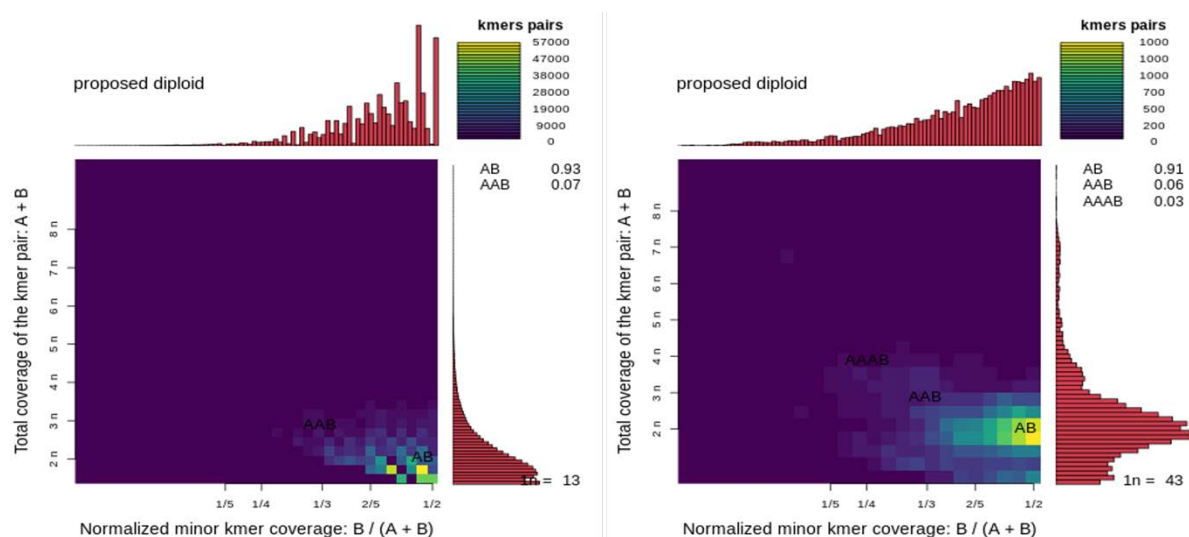 proposed diploid
kmers pairs
57000
47000
38000
28000
19000
9000
0
AB 0.93
AAB 0.07
Total coverage of the kmer pair: A + B
8 n
7 n
6 n
5 n
4 n
3 n
2 n
AAB
AB
1n = 13
1/5 1/4 1/3 2/5 1/2
Normalized minor kmer coverage: B / (A + B)
proposed diploid
kmers pairs
1000
1000
1000
700
500
200
0
AB 0.91
AAB 0.06
AAAB 0.03
Total coverage of the kmer pair: A + B
8 n
7 n
6 n
5 n
4 n
3 n
2 n
AAAB
AAB
AB
1n = 43
1/5 1/4 1/3 2/5 1/2
Normalized minor kmer coverage: B / (A + B)